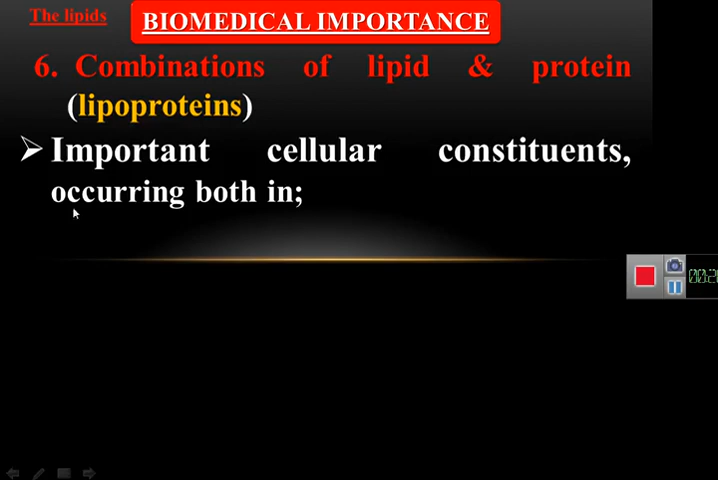 The lipids
BIOMEDICAL IMPORTANCE
6. Combinations of lipid & protein
(lipoproteins)
➢ Important cellular constituents,
occurring both in;